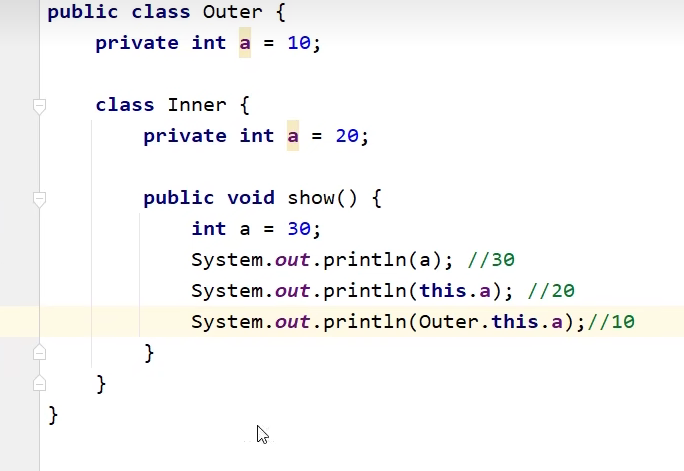 public class Outer {
    private int a = 10;
    class Inner {
        private int a = 20;
        public void show() {
            int a = 30;
            System.out.println(a); //30
            System.out.println(this.a); //20
            System.out.println(Outer.this.a);//10
        }
    }
}